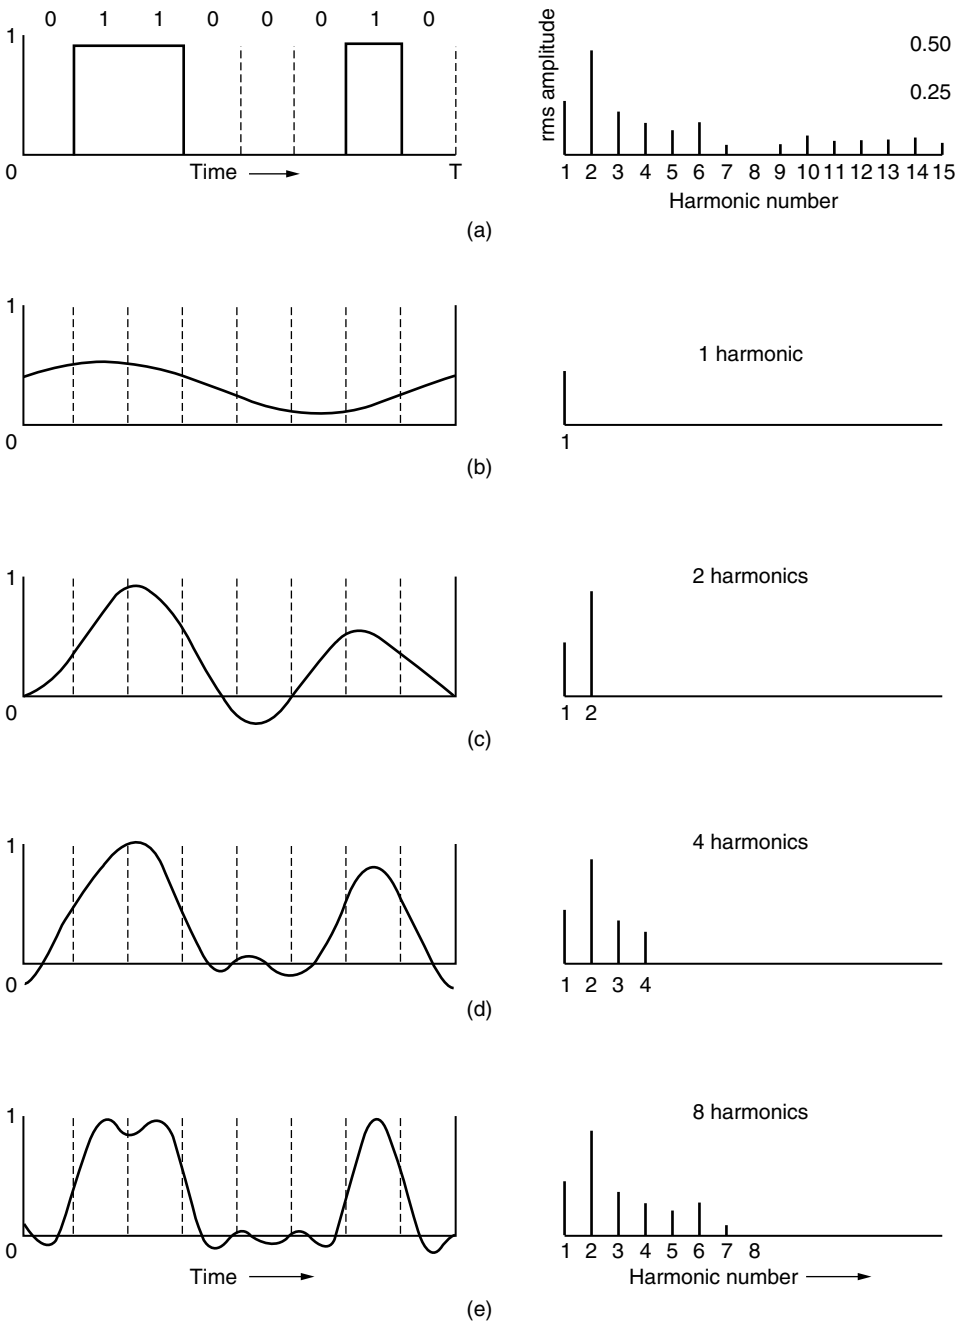 0 1 1 0 0 0 1 0
1
0
Time
T
rms amplitude
0.50
0.25
1 2 3 4 5 6 7 8 9 10 11 12 13 14 15
Harmonic number
(a)
1
0
1 harmonic
1
(b)
1
0
2 harmonics
1 2
(c)
1
0
4 harmonics
1 2 3 4
(d)
1
0
Time
8 harmonics
1 2 3 4 5 6 7 8
Harmonic number
(e)